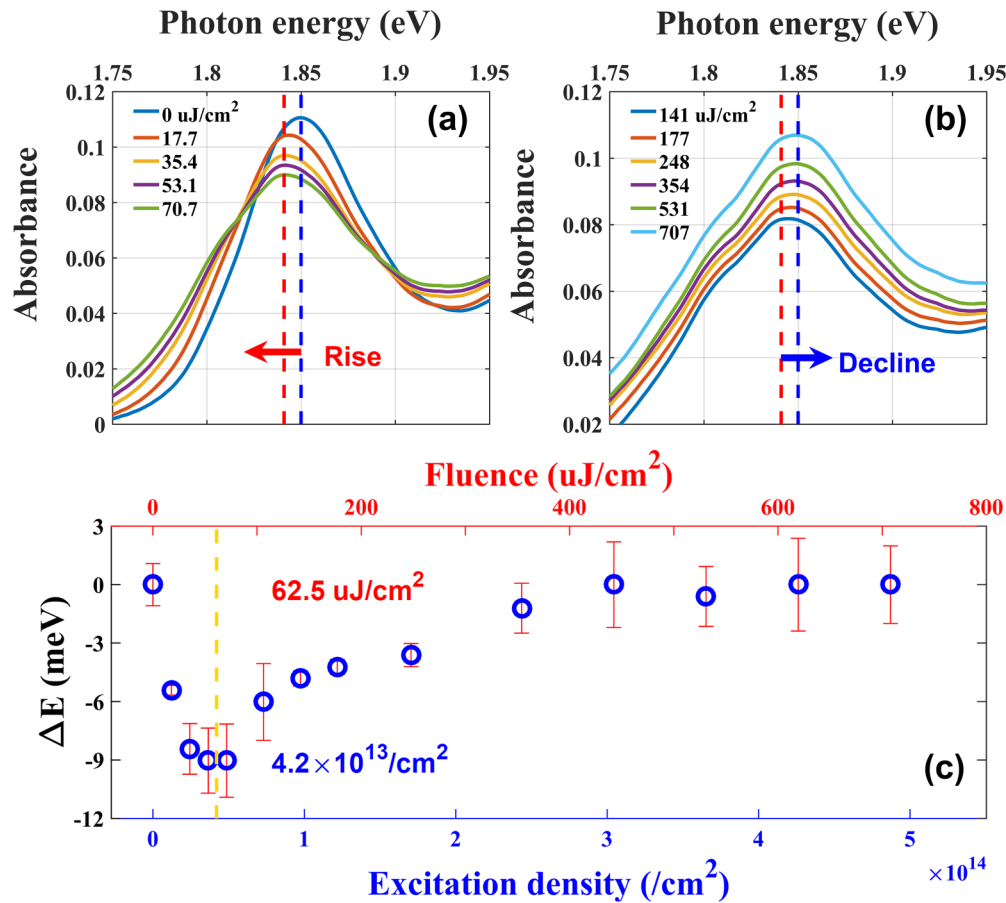 Photon energy (eV)
1.75 1.8 1.85 1.9 1.95
Absorbance
0.12
0.1
0.08
0.06
0.04
0.02
0
0 uJ/cm²
17.7
35.4
53.1
70.7
(a)
Rise
Photon energy (eV)
1.75 1.8 1.85 1.9 1.95
Absorbance
0.12
0.1
0.08
0.06
0.04
0.02
141 uJ/cm²
177
248
354
531
707
(b)
Decline
Fluence (uJ/cm²)
0 200 400 600 800
ΔE (meV)
3
0
-3
-6
-9
-12
62.5 uJ/cm²
4.2×10¹³/cm²
(c)
0 1 2 3 4 5
×10¹⁴
Excitation density (/cm²)